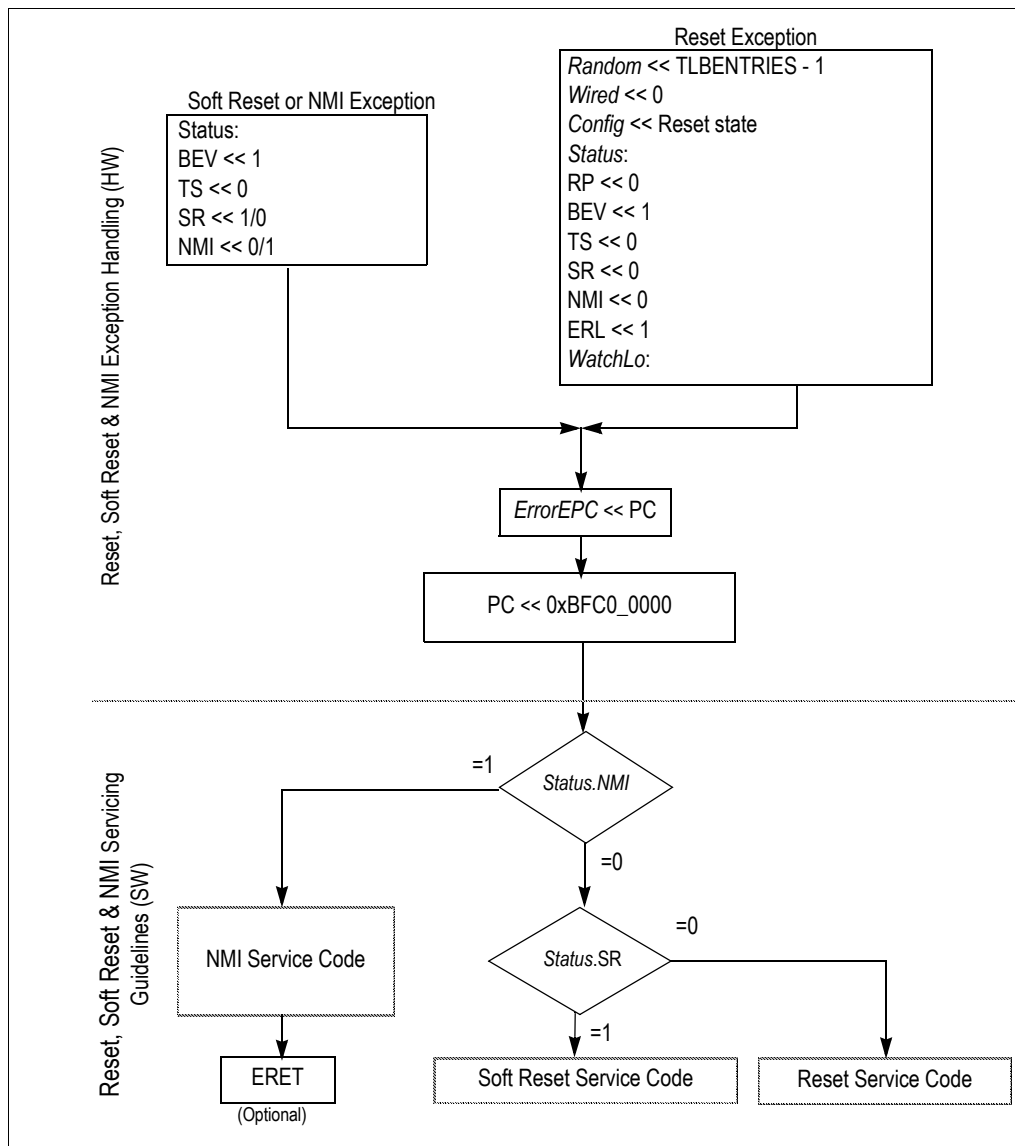 Reset Exception
Random << TLBENTRIES - 1
Wired << 0
Config << Reset state
Status:
RP << 0
BEV << 1
TS << 0
SR << 0
NMI << 0
ERL << 1
WatchLo:
Soft Reset or NMI Exception
Status:
BEV << 1
TS << 0
SR << 1/0
NMI << 0/1
Reset, Soft Reset & NMI Exception Handling (HW)
ErrorEPC << PC
PC << 0xBFC0_0000
Reset, Soft Reset & NMI Servicing
Guidelines (SW)
=1
Status.NMI
=0
NMI Service Code
Status.SR
=0
=1
ERET
(Optional)
Soft Reset Service Code
Reset Service Code